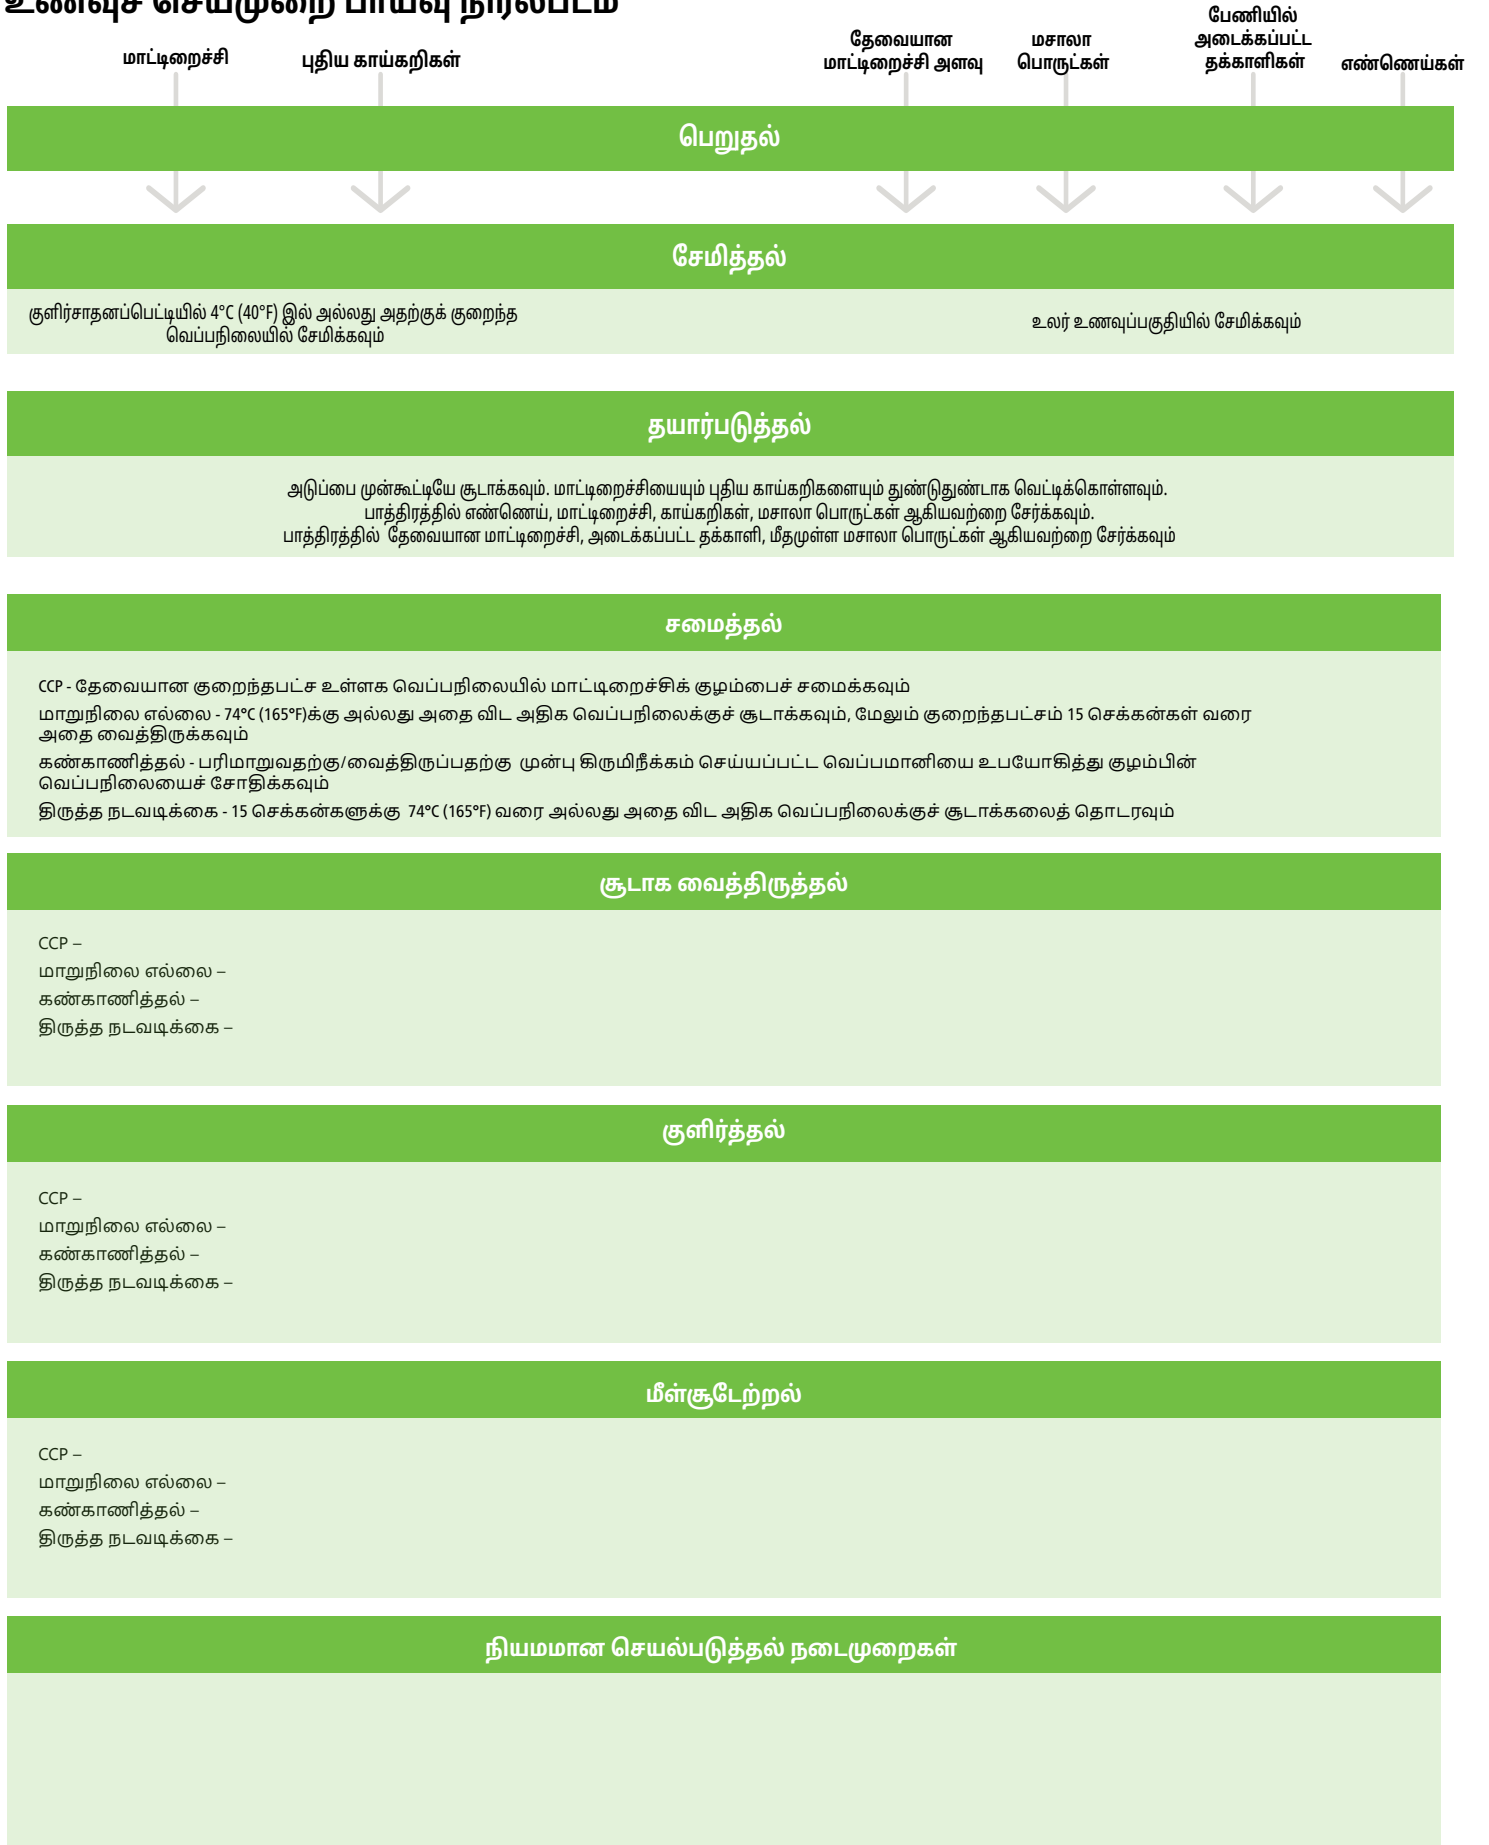 உணவுச் செய்முறை பாய்வு நிரல்படம்
மாட்டிறைச்சி
புதிய காய்கறிகள்
தேவையான
மாட்டிறைச்சி அளவு
மசாலா
பொருட்கள்
பேணியில்
அடைக்கப்பட்ட
தக்காளிகள்
எண்ணெய்கள்
பெறுதல்
சேமித்தல்
குளிர்சாதனப்பெட்டியில் 4°C (40°F) இல் அல்லது அதற்குக் குறைந்த
வெப்பநிலையில் சேமிக்கவும்
உலர் உணவுப்பகுதியில் சேமிக்கவும்
தயார்படுத்தல்
அடுப்பை முன்கூட்டியே சூடாக்கவும். மாட்டிறைச்சியையும் புதிய காய்கறிகளையும் துண்டுதுண்டாக வெட்டிக்கொள்ளவும்.
பாத்திரத்தில் எண்ணெய், மாட்டிறைச்சி, காய்கறிகள், மசாலா பொருட்கள் ஆகியவற்றை சேர்க்கவும்.
பாத்திரத்தில் தேவையான மாட்டிறைச்சி, அடைக்கப்பட்ட தக்காளி, மீதமுள்ள மசாலா பொருட்கள் ஆகியவற்றை சேர்க்கவும்
சமைத்தல்
CCP - தேவையான குறைந்தபட்ச உள்ளக வெப்பநிலையில் மாட்டிறைச்சிக் குழம்பைச் சமைக்கவும்
மாறுநிலை எல்லை - 74°C (165°F)க்கு அல்லது அதை விட அதிக வெப்பநிலைக்குச் சூடாக்கவும், மேலும் குறைந்தபட்சம் 15 செக்கன்கள் வரை
அதை வைத்திருக்கவும்
கண்காணித்தல் - பரிமாறுவதற்கு/வைத்திருப்பதற்கு முன்பு கிருமிநீக்கம் செய்யப்பட்ட வெப்பமானியை உபயோகித்து குழம்பின்
வெப்பநிலையைச் சோதிக்கவும்
திருத்த நடவடிக்கை - 15 செக்கன்களுக்கு 74°C (165°F) வரை அல்லது அதை விட அதிக வெப்பநிலைக்குச் சூடாக்கலைத் தொடரவும்
சூடாக வைத்திருத்தல்
CCP –
மாறுநிலை எல்லை –
கண்காணித்தல் –
திருத்த நடவடிக்கை –
குளிர்த்தல்
CCP –
மாறுநிலை எல்லை –
கண்காணித்தல் –
திருத்த நடவடிக்கை –
மீள்சூடேற்றல்
CCP –
மாறுநிலை எல்லை –
கண்காணித்தல் –
திருத்த நடவடிக்கை –
நியமமான செயல்படுத்தல் நடைமுறைகள்